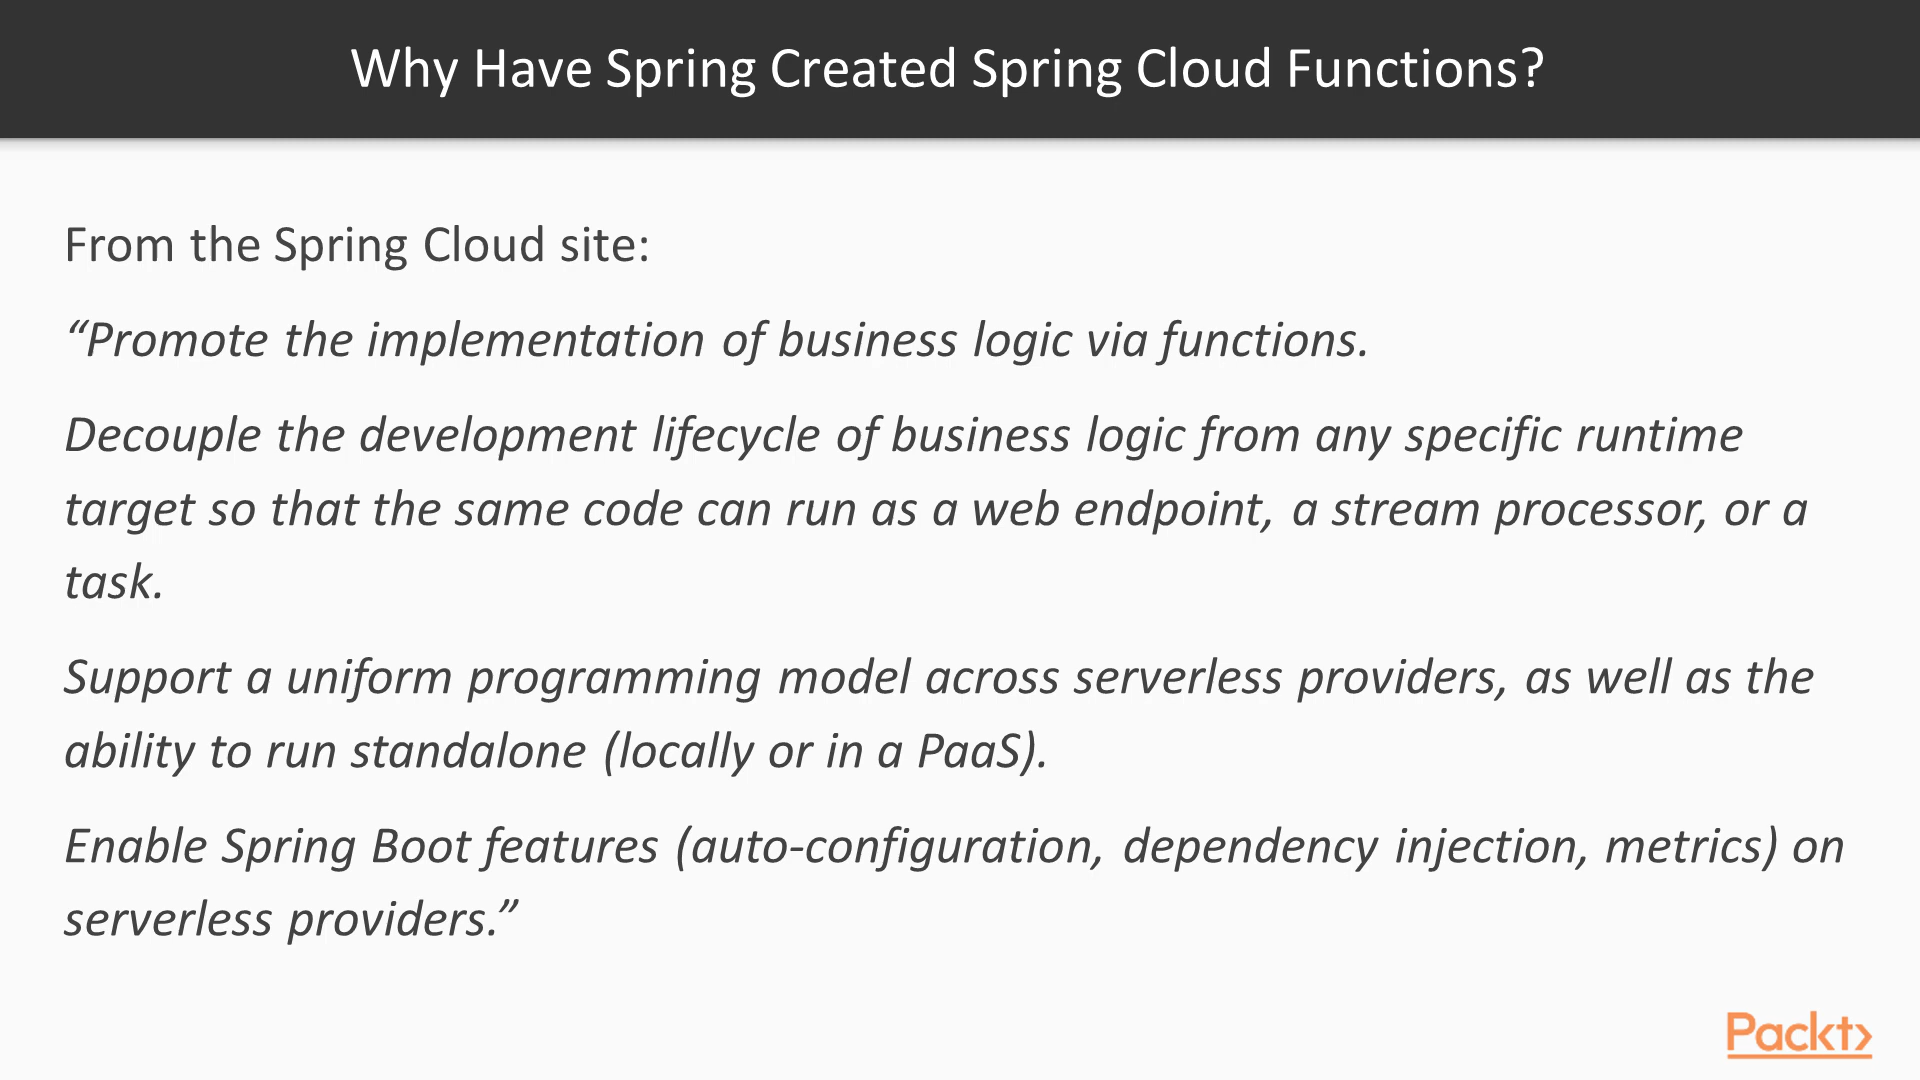 Why Have Spring Created Spring Cloud Functions?
From the Spring Cloud site:
“Promote the implementation of business logic via functions.
Decouple the development lifecycle of business logic from any specific runtime
target so that the same code can run as a web endpoint, a stream processor, or a
task.
Support a uniform programming model across serverless providers, as well as the
ability to run standalone (locally or in a PaaS).
Enable Spring Boot features (auto-configuration, dependency injection, metrics) on
serverless providers.”
Packt>